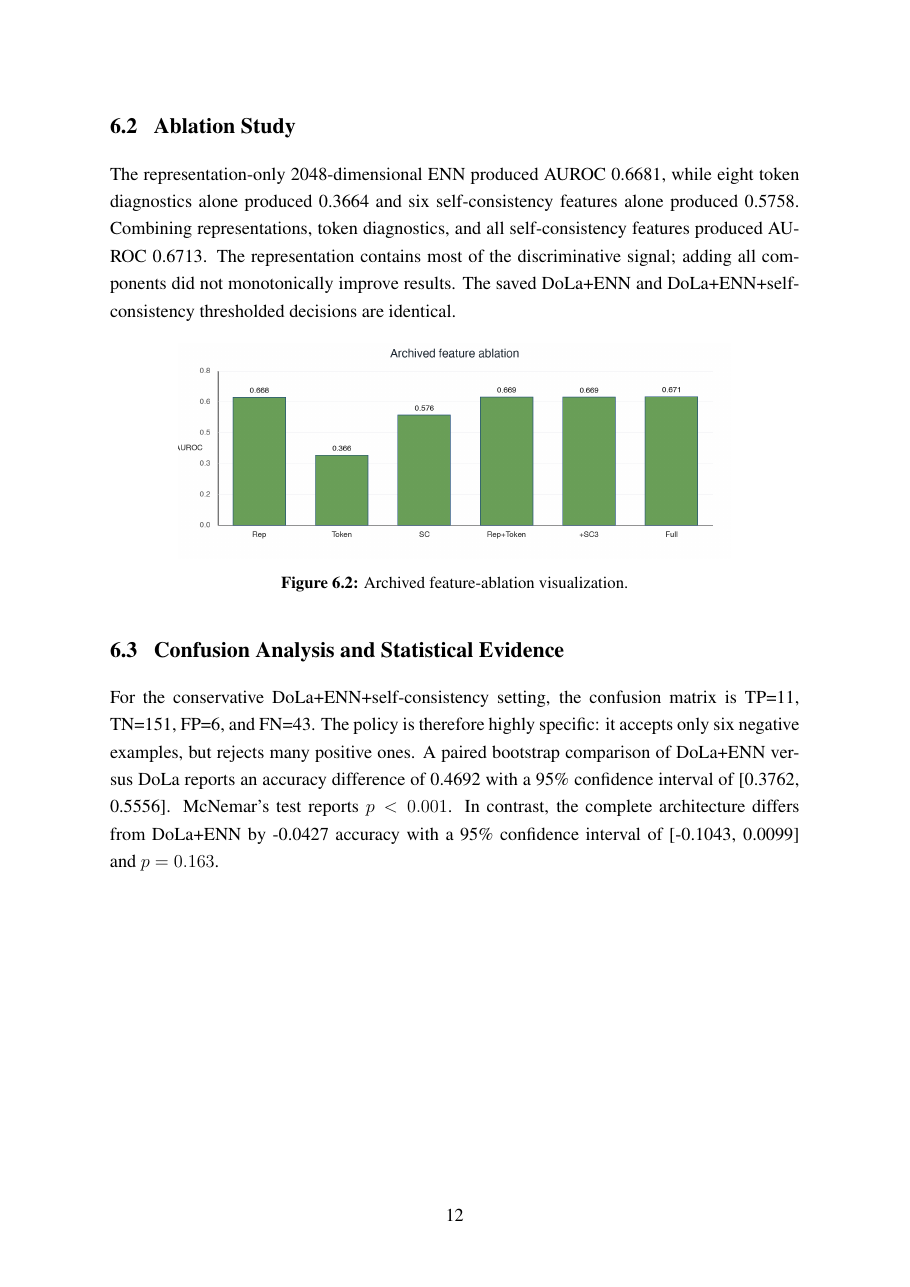 6.2 Ablation Study
The representation-only 2048-dimensional ENN produced AUROC 0.6681, while eight token
diagnostics alone produced 0.3664 and six self-consistency features alone produced 0.5758.
Combining representations, token diagnostics, and all self-consistency features produced AU-
ROC 0.6713. The representation contains most of the discriminative signal; adding all com-
ponents did not monotonically improve results. The saved DoLa+ENN and DoLa+ENN+self-
consistency thresholded decisions are identical.
Archived feature ablation
0.8
0.668
0.669
0.669
0.671
0.6
0.576
0.5
AUROC
0.366
0.3
0.2
0.0
Rep
Token
SC
Rep+Token
+SC3
Full
Figure 6.2: Archived feature-ablation visualization.
6.3 Confusion Analysis and Statistical Evidence
For the conservative DoLa+ENN+self-consistency setting, the confusion matrix is TP=11,
TN=151, FP=6, and FN=43. The policy is therefore highly specific: it accepts only six negative
examples, but rejects many positive ones. A paired bootstrap comparison of DoLa+ENN ver-
sus DoLa reports an accuracy difference of 0.4692 with a 95% confidence interval of [0.3762,
0.5556]. McNemar's test reports p < 0.001. In contrast, the complete architecture differs
from DoLa+ENN by -0.0427 accuracy with a 95% confidence interval of [-0.1043, 0.0099]
and p = 0.163.
12